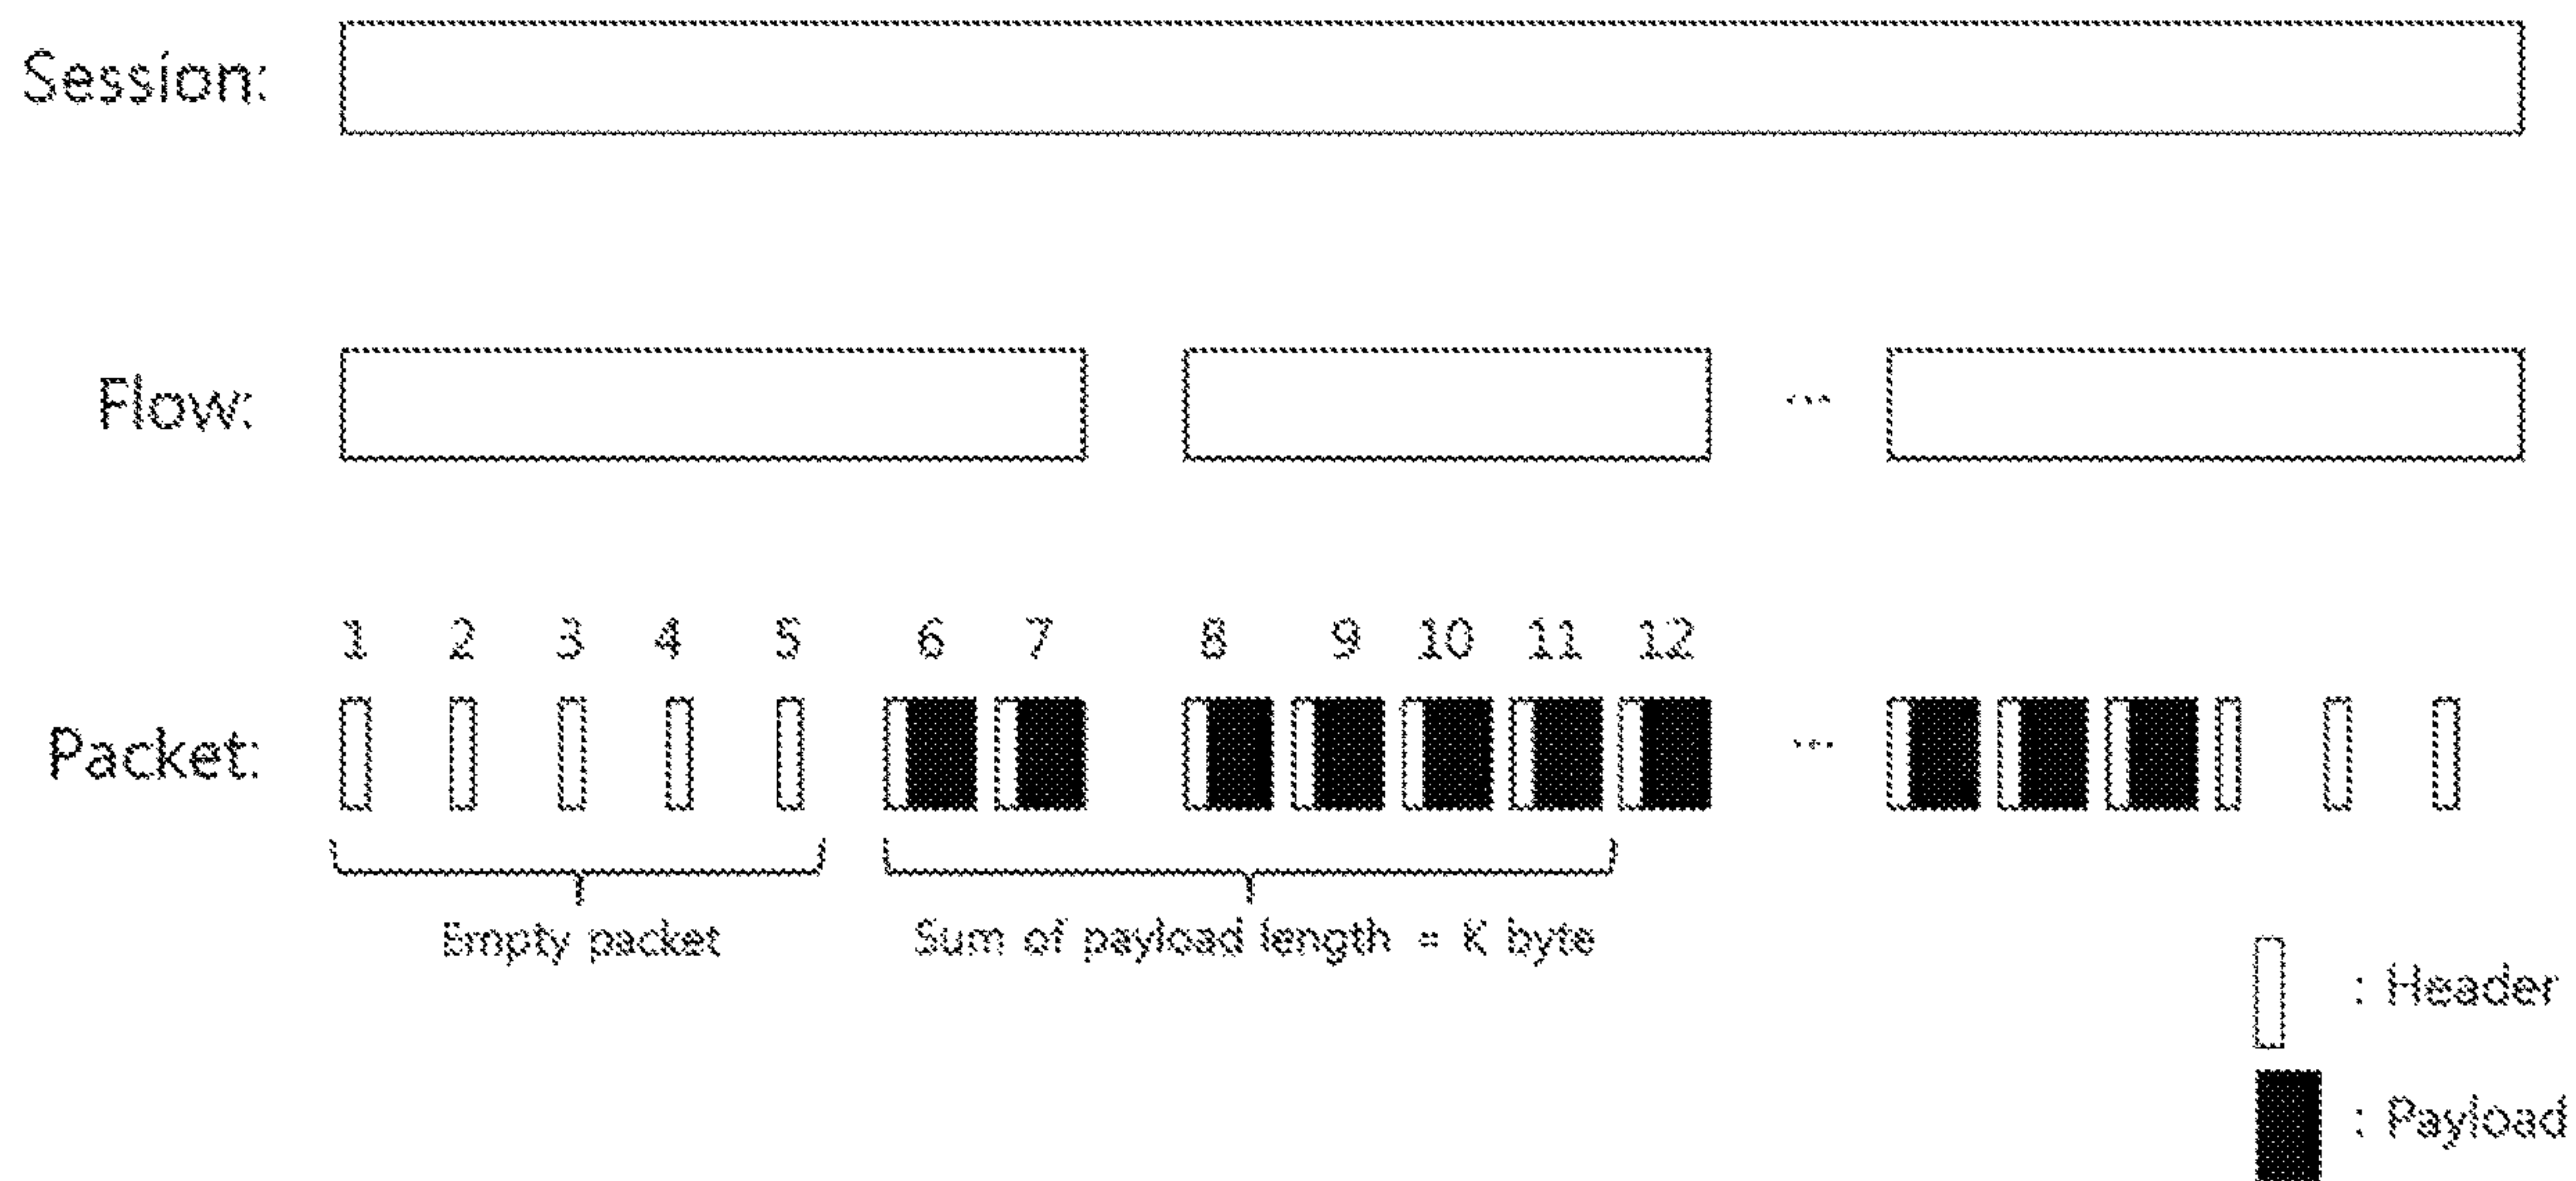 Session:
Flow:
...
1 2 3 4 5 6 7 8 9 10 11 12
Packet:
...
Empty packet
Sum of payload length = K byte
: Header
: Payload